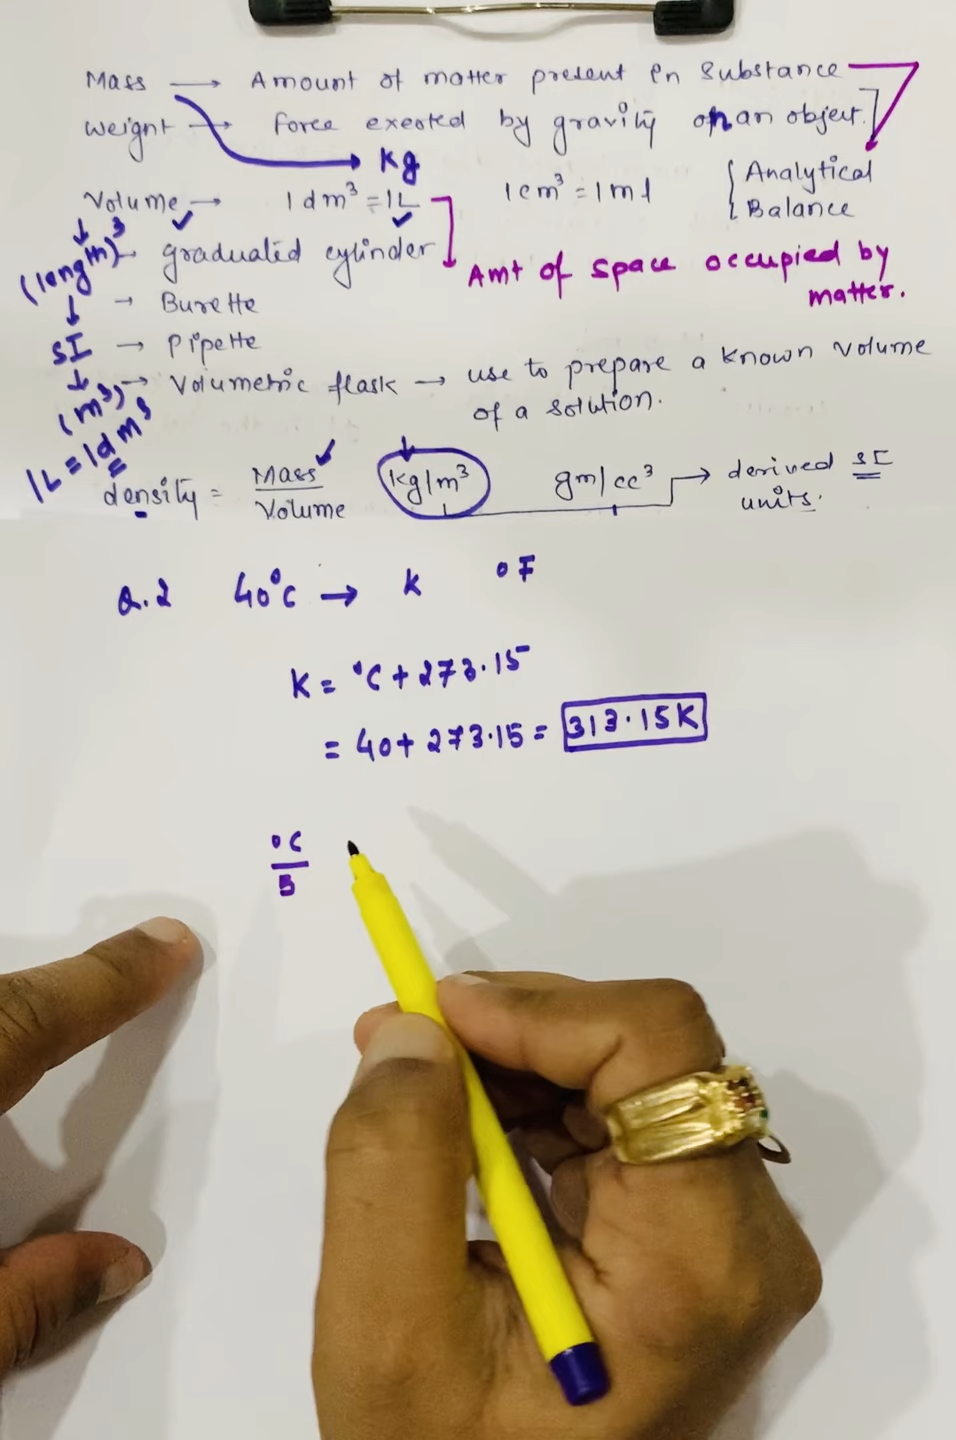 Mass → Amount of matter present in substance
weight → force exerted by gravity on an object.
Kg
Volume → 1 dm³ = 1L 1 cm³ = 1 ml
Analytical
Balance
(length)³
→ graduated cylinder
Amt of space occupied by
matter.
→ Burette
SI → Pipette
(m³) → Volumetric flask → use to prepare a known volume
of a solution.
1L = 1dm³
density = Mass / Volume kg/m³ gm/cc³ → derived SI
units.
Q.2 40°C → K °F
K = °C + 273.15
= 40 + 273.15 = 313.15K
°C
5